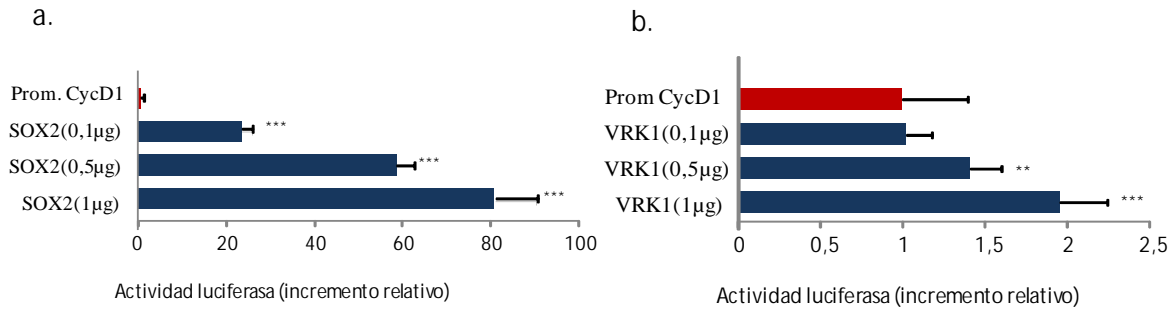 a.
Prom. CycD1
SOX2(0,1µg) ***
SOX2(0,5µg) ***
SOX2(1µg) ***
0 20 40 60 80 100
Actividad luciferasa (incremento relativo)
b.
Prom CycD1
VRK1(0,1µg)
VRK1(0,5µg) **
VRK1(1µg) ***
0 0,5 1 1,5 2 2,5
Actividad luciferasa (incremento relativo)